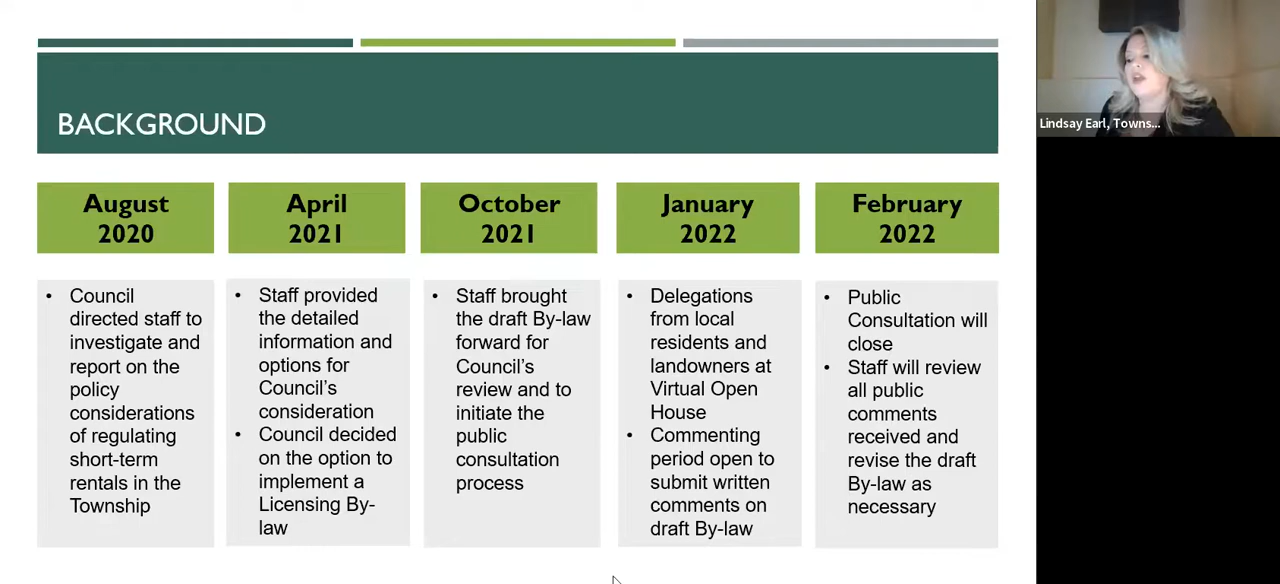 BACKGROUND
August
2020
April
2021
October
2021
January
2022
February
2022
• Council
directed staff to
investigate and
report on the
policy
considerations
of regulating
short-term
rentals in the
Township
• Staff provided
the detailed
information and
options for
Council's
consideration
• Council decided
on the option to
implement a
Licensing By-
law
• Staff brought
the draft By-law
forward for
Council's
review and to
initiate the
public
consultation
process
• Delegations
from local
residents and
landowners at
Virtual Open
House
• Commenting
period open to
submit written
comments on
draft By-law
• Public
Consultation will
close
• Staff will review
all public
comments
received and
revise the draft
By-law as
necessary
Lindsay Earl, Towns...